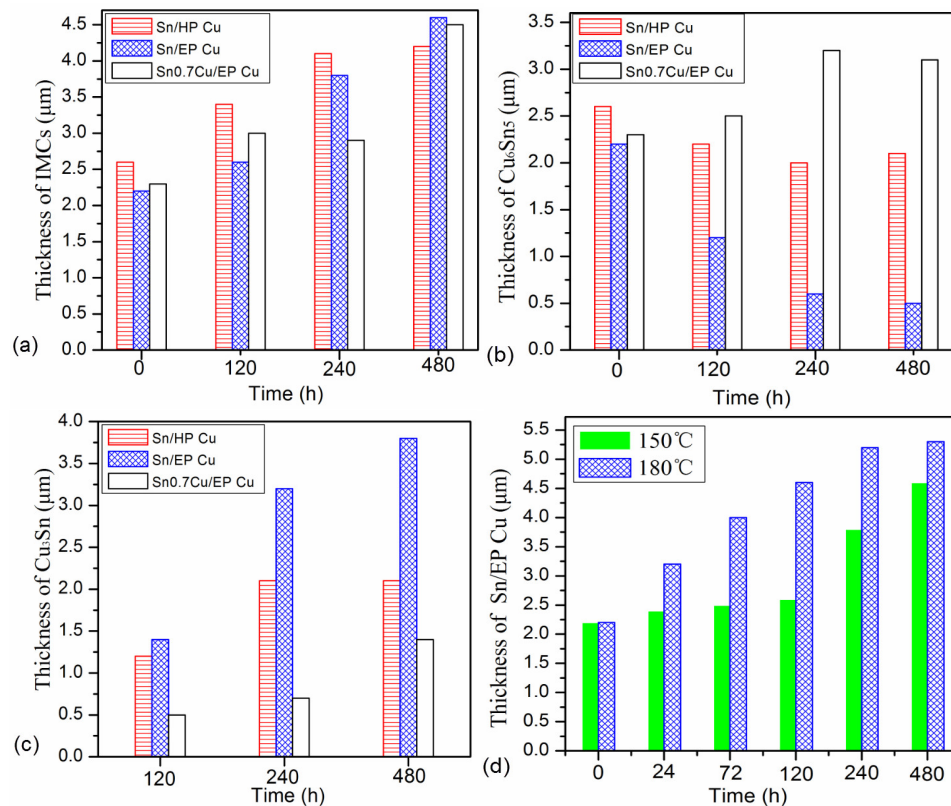 Thickness of IMCs (μm)
4.5
4.0
3.5
3.0
2.5
2.0
1.5
1.0
0.5
0.0
Sn/HP Cu
Sn/EP Cu
Sn0.7Cu/EP Cu
0 120 240 480
Time (h)
(a)
Thickness of Cu₆Sn₅ (μm)
3.5
3.0
2.5
2.0
1.5
1.0
0.5
0.0
Sn/HP Cu
Sn/EP Cu
Sn0.7Cu/EP Cu
0 120 240 480
Time (h)
(b)
Thickness of Cu₃Sn (μm)
4.0
3.5
3.0
2.5
2.0
1.5
1.0
0.5
0.0
Sn/HP Cu
Sn/EP Cu
Sn0.7Cu/EP Cu
120 240 480
Time (h)
(c)
Thickness of Sn/EP Cu (μm)
5.5
5.0
4.5
4.0
3.5
3.0
2.5
2.0
1.5
1.0
0.5
0.0
150℃
180℃
0 24 72 120 240 480
Time (h)
(d)